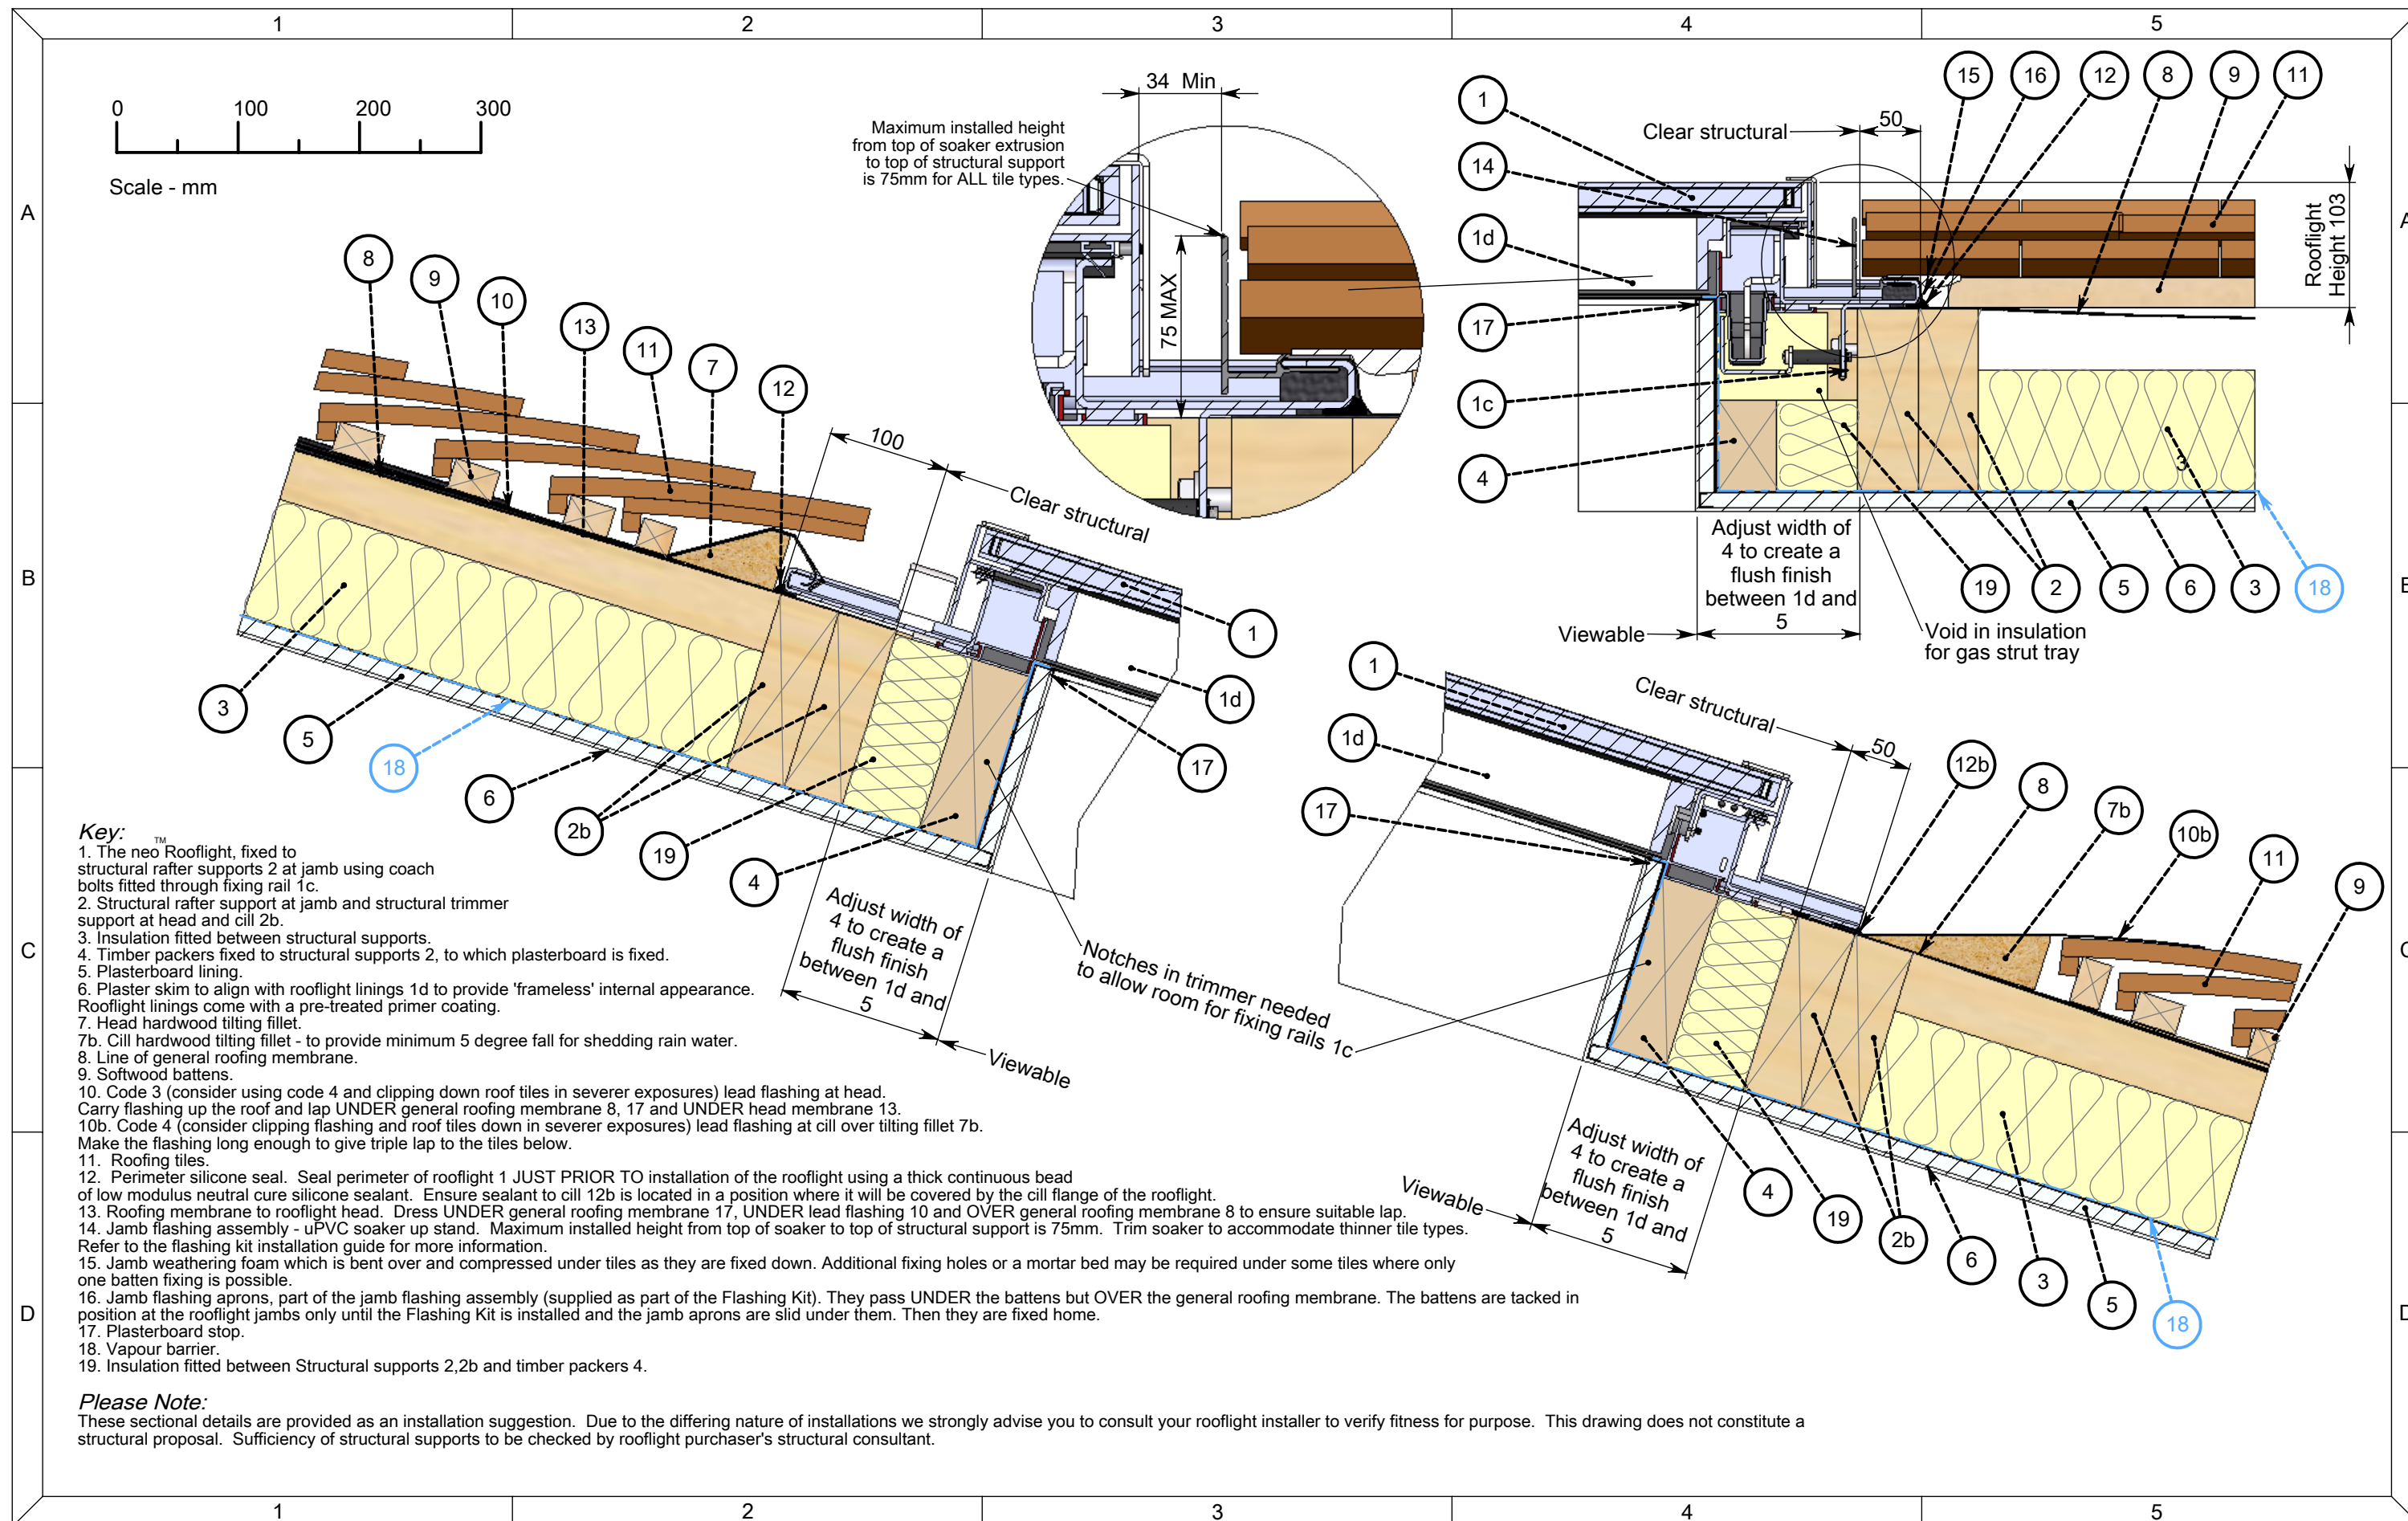 1 2 3 4 5
A
B
C
D
A
B
C
D
0 100 200 300
Scale - mm
34 Min
Maximum installed height
from top of soaker extrusion
to top of structural support
is 75mm for ALL tile types.
75 MAX
1
14
1d
17
1c
4
15 16 12 8 9 11
Clear structural
50
Rooflight
Height 103
3
Adjust width of
4 to create a
flush finish
between 1d and
5
Viewable
19 2 5 6 3 18
Void in insulation
for gas strut tray
8
9
10
13
11
7
12
100
Clear structural
1
1d
17
3
5
18
6
2b
19
4
Adjust width of
4 to create a
flush finish
between 1d and
5
Viewable
Notches in trimmer needed
to allow room for fixing rails 1c
1
1d
17
Clear structural
50
12b
8
7b
10b
11
9
Adjust width of
4 to create a
flush finish
between 1d and
5
Viewable
4
19
2b
6
3
5
18
Key:
1. The neo™ Rooflight, fixed to
structural rafter supports 2 at jamb using coach
bolts fitted through fixing rail 1c.
2. Structural rafter support at jamb and structural trimmer
support at head and cill 2b.
3. Insulation fitted between structural supports.
4. Timber packers fixed to structural supports 2, to which plasterboard is fixed.
5. Plasterboard lining.
6. Plaster skim to align with rooflight linings 1d to provide 'frameless' internal appearance.
Rooflight linings come with a pre-treated primer coating.
7. Head hardwood tilting fillet.
7b. Cill hardwood tilting fillet - to provide minimum 5 degree fall for shedding rain water.
8. Line of general roofing membrane.
9. Softwood battens.
10. Code 3 (consider using code 4 and clipping down roof tiles in severer exposures) lead flashing at head.
Carry flashing up the roof and lap UNDER general roofing membrane 8, 17 and UNDER head membrane 13.
10b. Code 4 (consider clipping flashing and roof tiles down in severer exposures) lead flashing at cill over tilting fillet 7b.
Make the flashing long enough to give triple lap to the tiles below.
11. Roofing tiles.
12. Perimeter silicone seal. Seal perimeter of rooflight 1 JUST PRIOR TO installation of the rooflight using a thick continuous bead
of low modulus neutral cure silicone sealant. Ensure sealant to cill 12b is located in a position where it will be covered by the cill flange of the rooflight.
13. Roofing membrane to rooflight head. Dress UNDER general roofing membrane 17, UNDER lead flashing 10 and OVER general roofing membrane 8 to ensure suitable lap.
14. Jamb flashing assembly - uPVC soaker up stand. Maximum installed height from top of soaker to top of structural support is 75mm. Trim soaker to accommodate thinner tile types.
Refer to the flashing kit installation guide for more information.
15. Jamb weathering foam which is bent over and compressed under tiles as they are fixed down. Additional fixing holes or a mortar bed may be required under some tiles where only
one batten fixing is possible.
16. Jamb flashing aprons, part of the jamb flashing assembly (supplied as part of the Flashing Kit). They pass UNDER the battens but OVER the general roofing membrane. The battens are tacked in
position at the rooflight jambs only until the Flashing Kit is installed and the jamb aprons are slid under them. Then they are fixed home.
17. Plasterboard stop.
18. Vapour barrier.
19. Insulation fitted between Structural supports 2,2b and timber packers 4.
Please Note:
These sectional details are provided as an installation suggestion. Due to the differing nature of installations we strongly advise you to consult your rooflight installer to verify fitness for purpose. This drawing does not constitute a
structural proposal. Sufficiency of structural supports to be checked by rooflight purchaser's structural consultant.
1 2 3 4 5